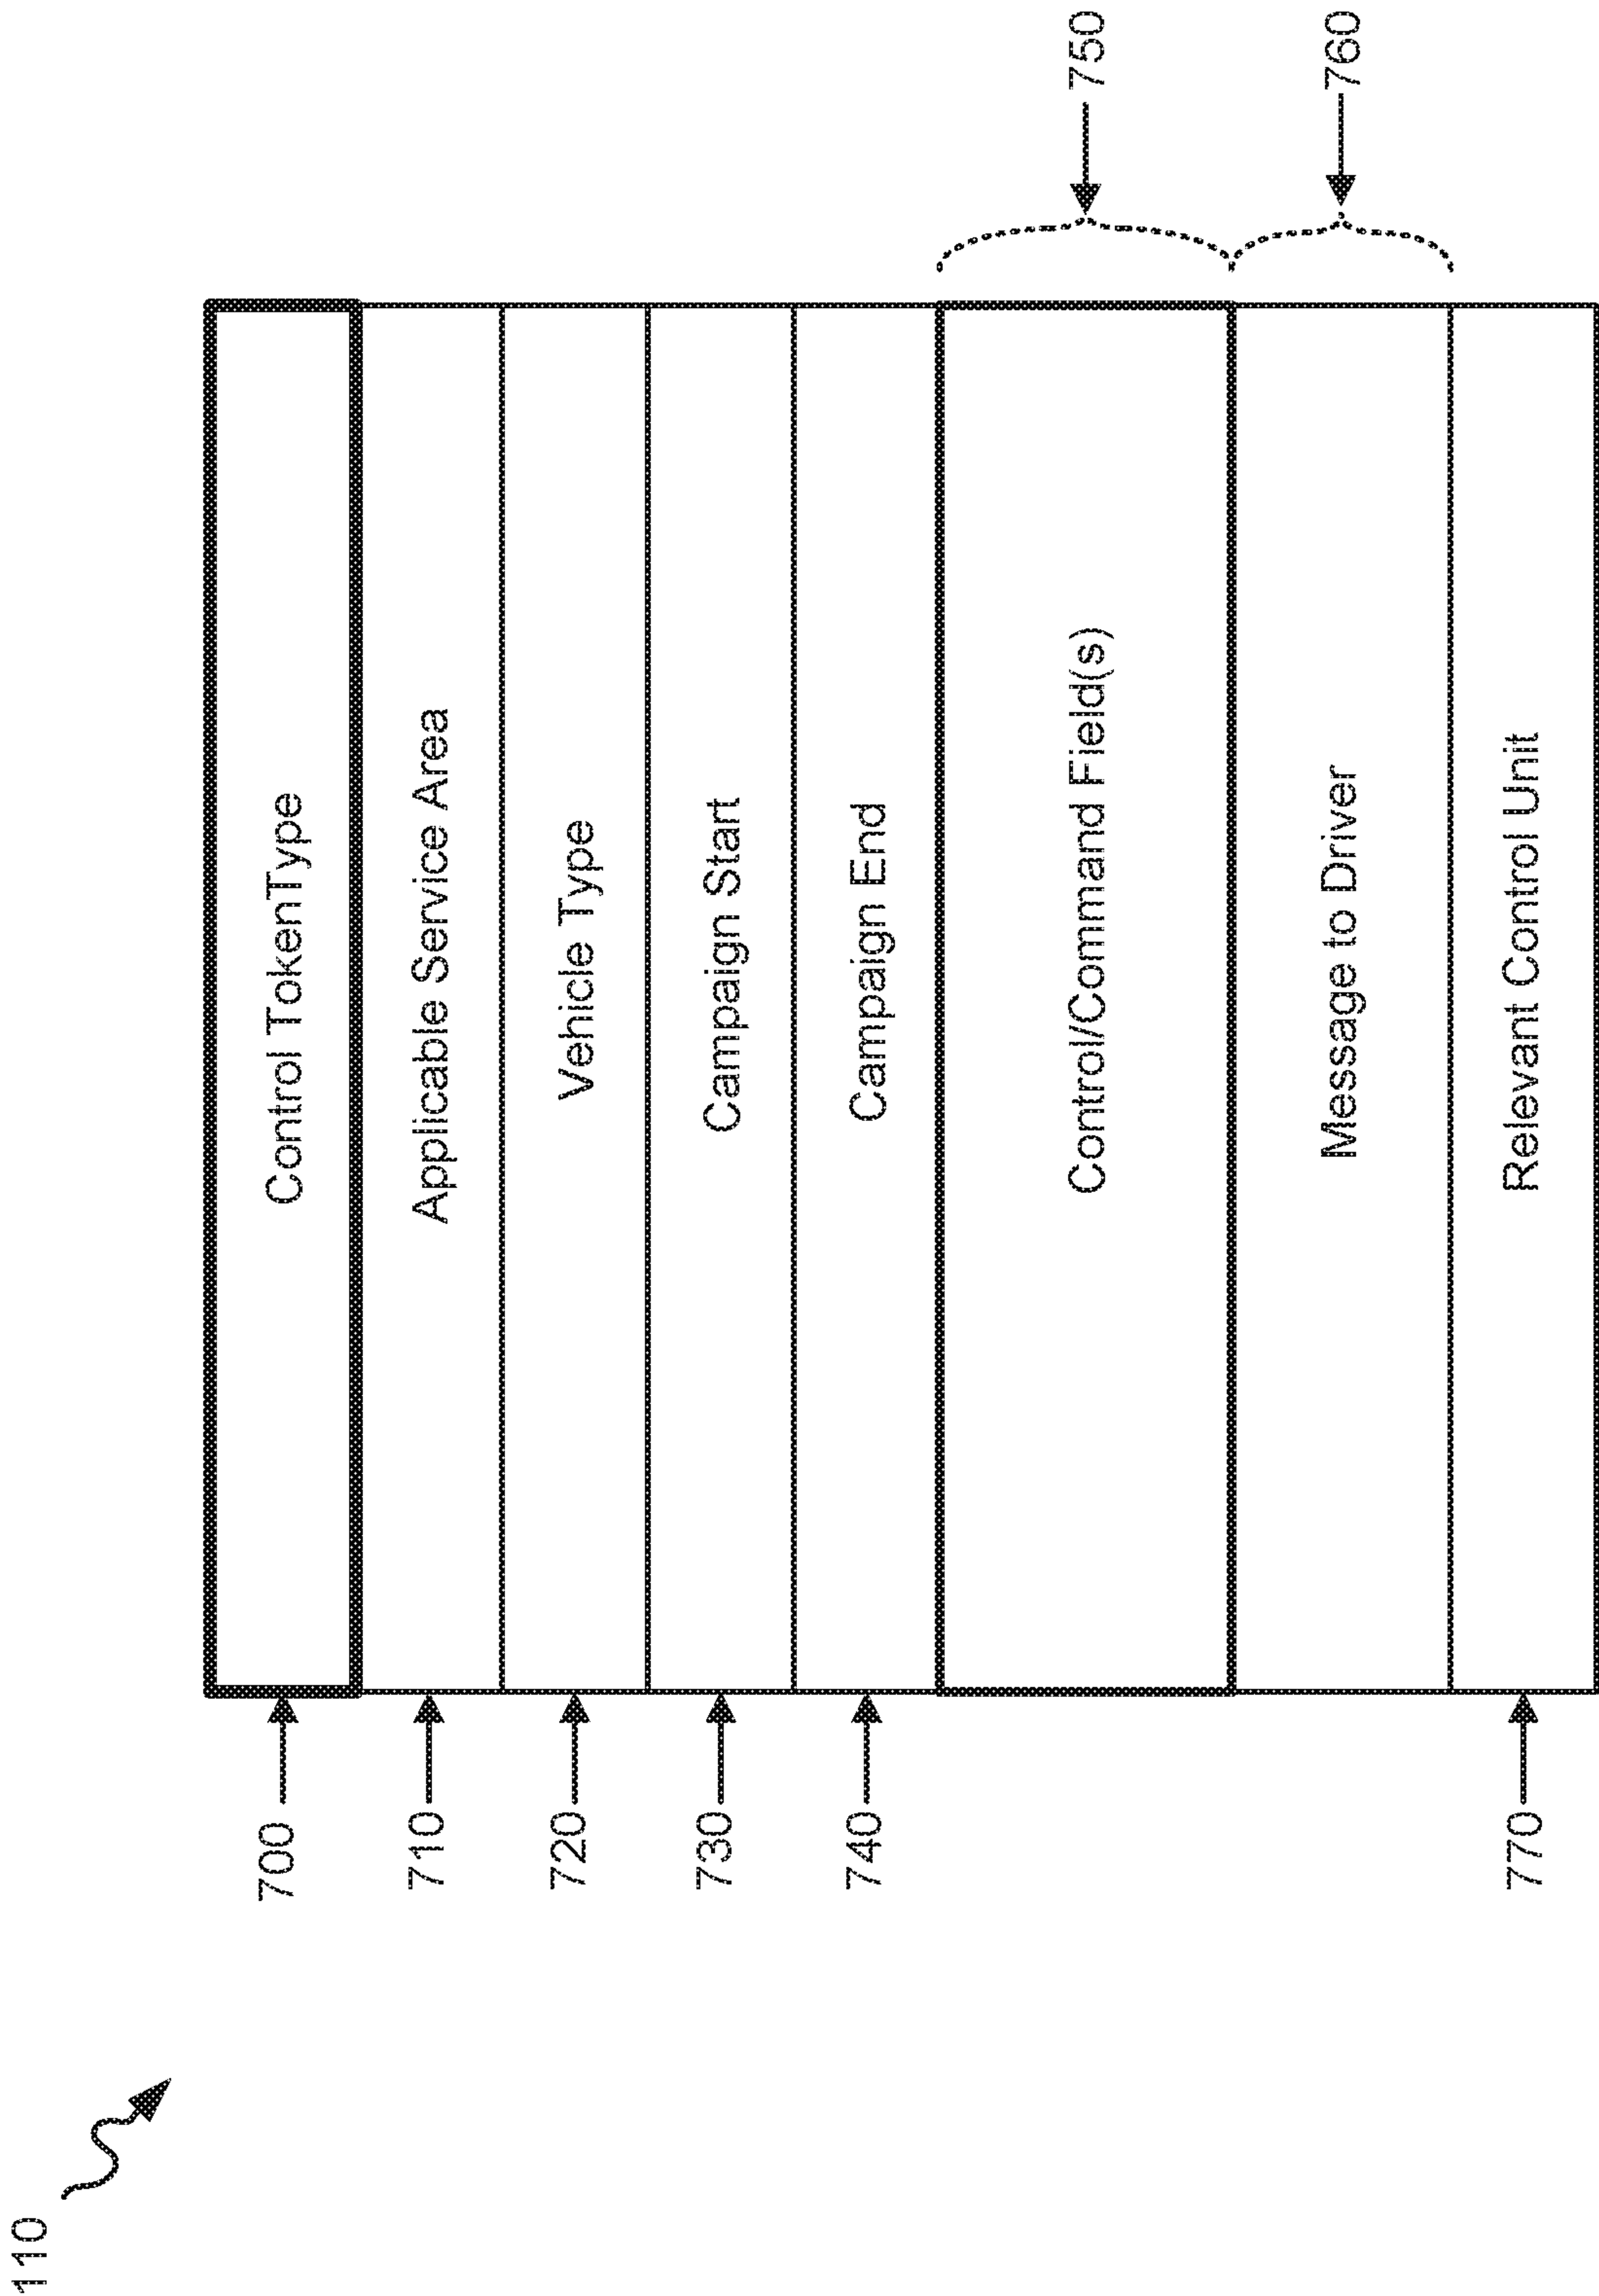 110
700
Control TokenType
710
Applicable Service Area
720
Vehicle Type
730
Campaign Start
740
Campaign End
Control/Command Field(s)
750
Message to Driver
760
770
Relevant Control Unit